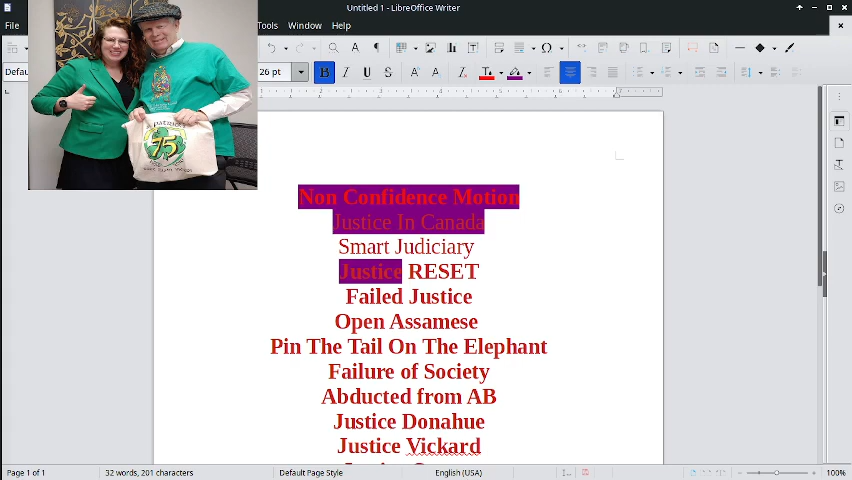 Untitled 1 - LibreOffice Writer
File Tools Window Help
26 pt
75
Non Confidence Motion
Justice In Canada
Smart Judiciary
Justice RESET
Failed Justice
Open Assamese
Pin The Tail On The Elephant
Failure of Society
Abducted from AB
Justice Donahue
Justice Vickard
Page 1 of 1 32 words, 201 characters Default Page Style English (USA) 100%